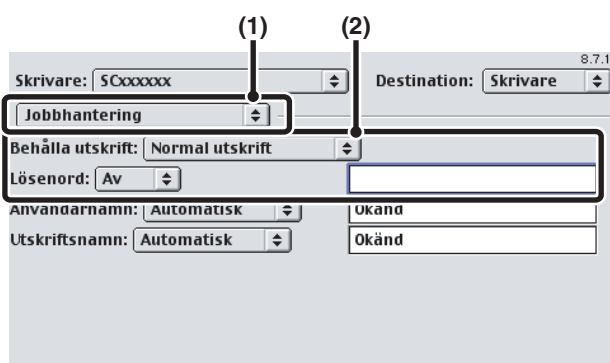 (1) (2)
8.7.1
Skrivare: SCxxxxxx Destination: Skrivare
Jobbhantering
Behålla utskrift: Normal utskrift
Lösenord: Av
Användarnamn: Automatisk Okänd
Utskriftsnamn: Automatisk Okänd